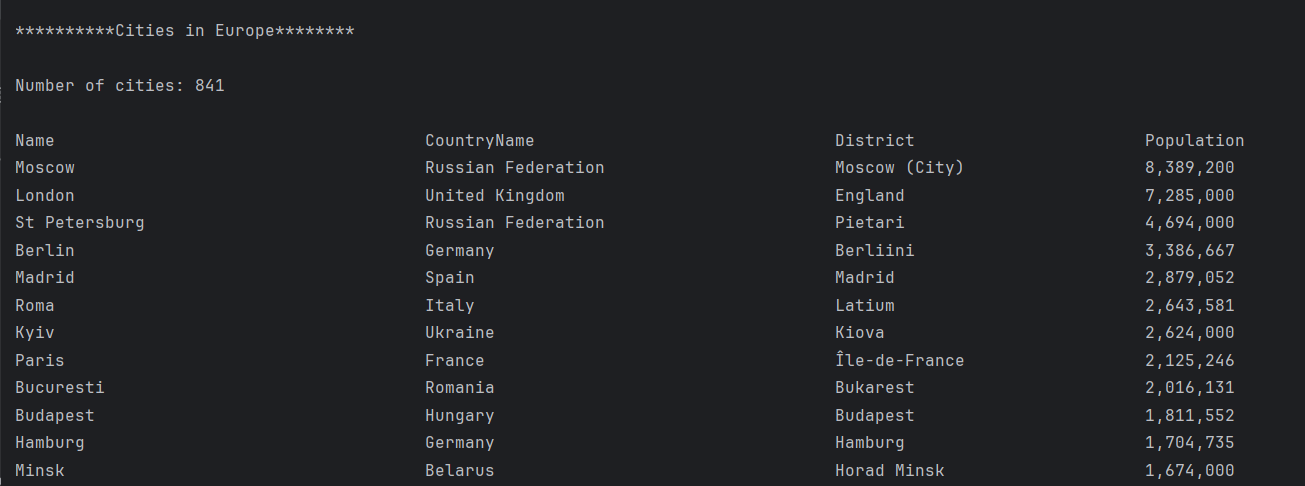 **********Cities in Europe********
Number of cities: 841
Name CountryName District Population
Moscow Russian Federation Moscow (City) 8,389,200
London United Kingdom England 7,285,000
St Petersburg Russian Federation Pietari 4,694,000
Berlin Germany Berliini 3,386,667
Madrid Spain Madrid 2,879,052
Roma Italy Latium 2,643,581
Kyiv Ukraine Kiova 2,624,000
Paris France Île-de-France 2,125,246
Bucuresti Romania Bukarest 2,016,131
Budapest Hungary Budapest 1,811,552
Hamburg Germany Hamburg 1,704,735
Minsk Belarus Horad Minsk 1,674,000